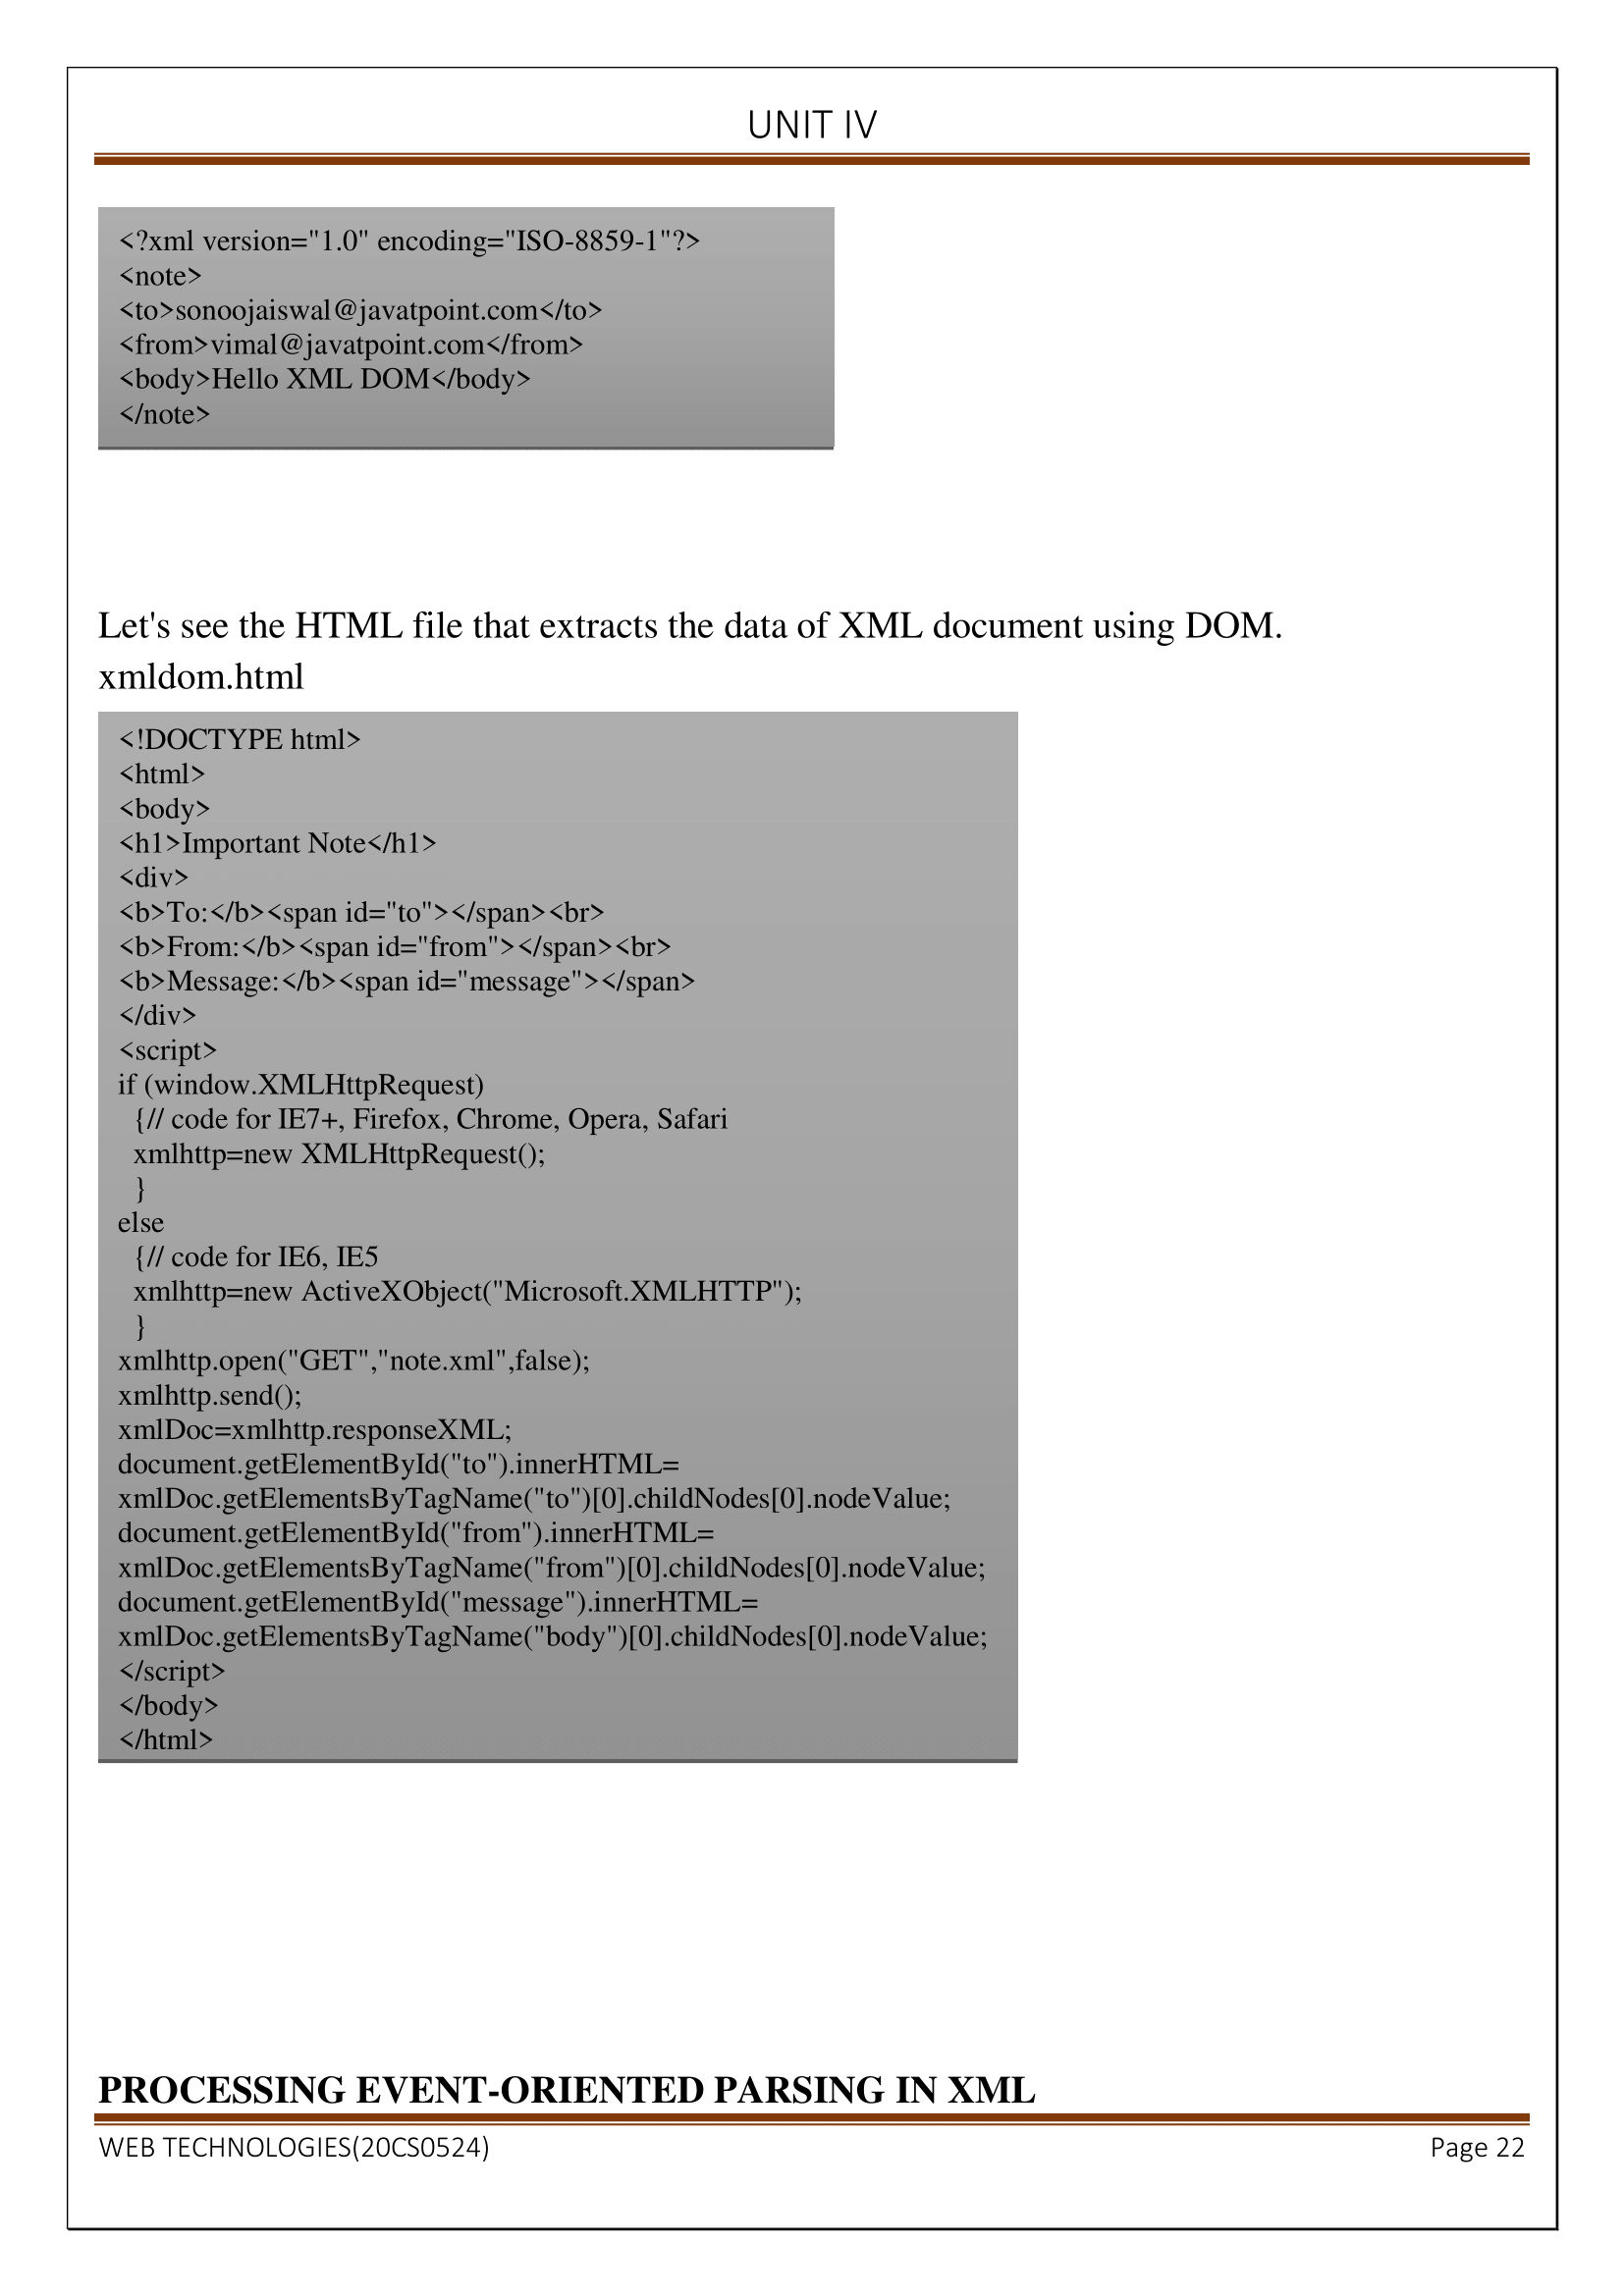 UNIT IV
<?xml version="1.0" encoding="ISO-8859-1"?>
<note>
<to>sonoojaiswal@javatpoint.com</to>
<from>vimal@javatpoint.com</from>
<body>Hello XML DOM</body>
</note>
Let's see the HTML file that extracts the data of XML document using DOM.
xmldom.html
<!DOCTYPE html>
<html>
<body>
<h1>Important Note</h1>
<div>
<b>To:</b><span id="to"></span><br>
<b>From:</b><span id="from"></span><br>
<b>Message:</b><span id="message"></span>
</div>
<script>
if (window.XMLHttpRequest)
{// code for IE7+, Firefox, Chrome, Opera, Safari
xmlhttp=new XMLHttpRequest();
}
else
{// code for IE6, IE5
xmlhttp=new ActiveXObject("Microsoft.XMLHTTP");
}
xmlhttp.open("GET","note.xml",false);
xmlhttp.send();
xmlDoc=xmlhttp.responseXML;
document.getElementById("to").innerHTML=
xmlDoc.getElementsByTagName("to")[0].childNodes[0].nodeValue;
document.getElementById("from").innerHTML=
xmlDoc.getElementsByTagName("from")[0].childNodes[0].nodeValue;
document.getElementById("message").innerHTML=
xmlDoc.getElementsByTagName("body")[0].childNodes[0].nodeValue;
</script>
</body>
</html>
PROCESSING EVENT-ORIENTED PARSING IN XML
WEB TECHNOLOGIES(20CS0524) Page 22